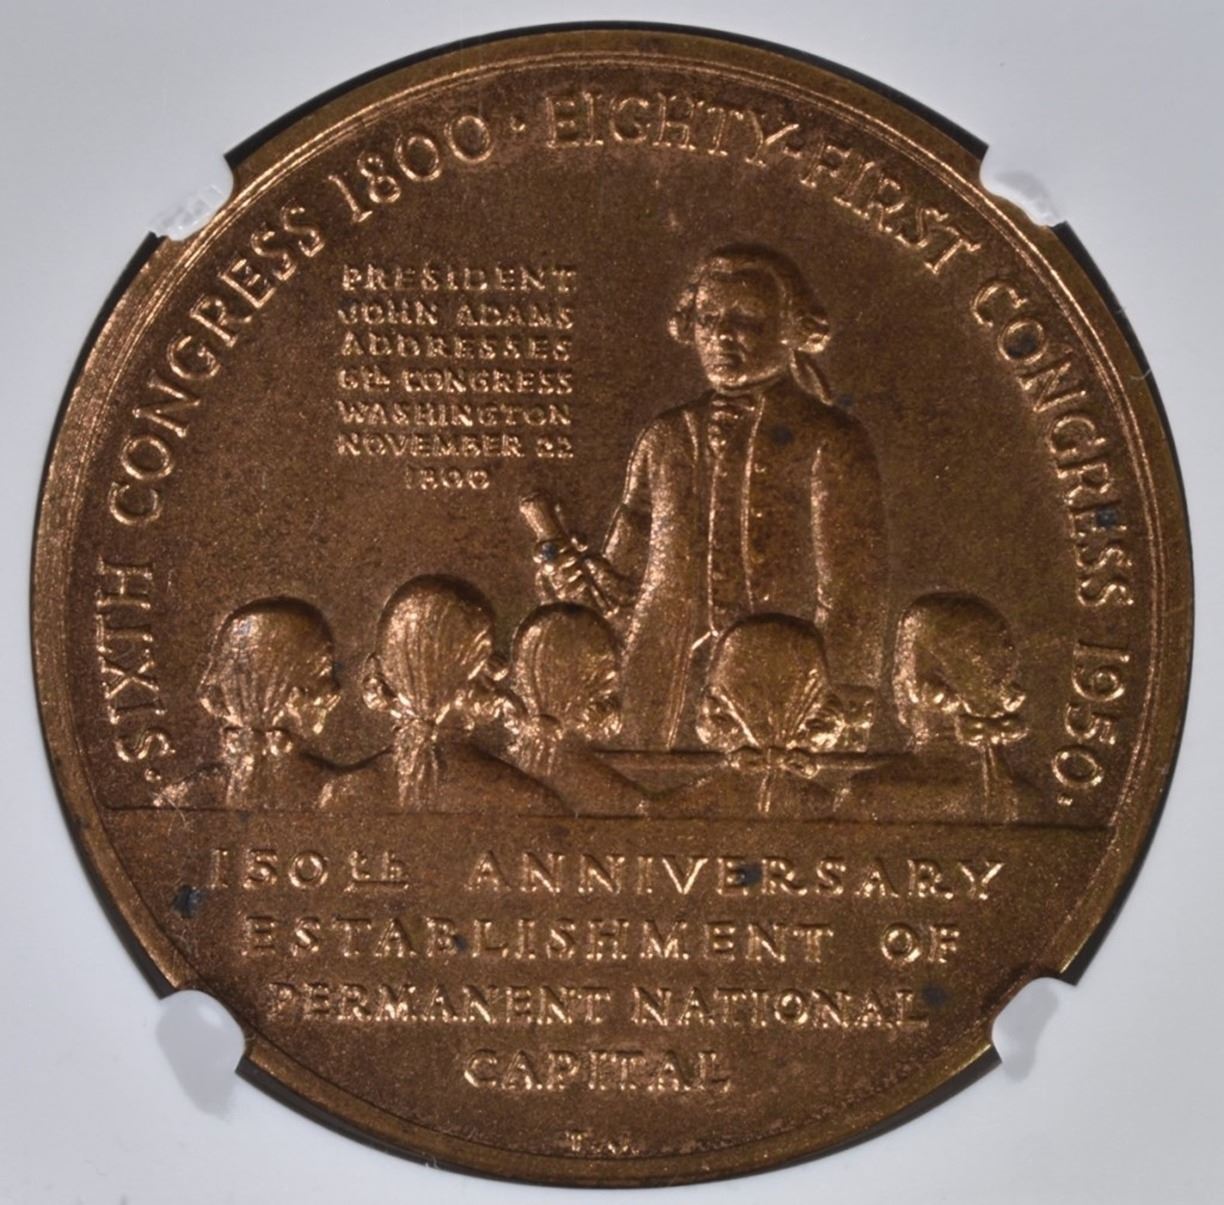 · SIXTH CONGRESS 1800 · EIGHTY-FIRST CONGRESS 1950 ·
PRESIDENT
JOHN ADAMS
ADDRESSES
6th CONGRESS
WASHINGTON
NOVEMBER 22
1800
150th ANNIVERSARY
ESTABLISHMENT OF
PERMANENT NATIONAL
CAPITAL
T. J.